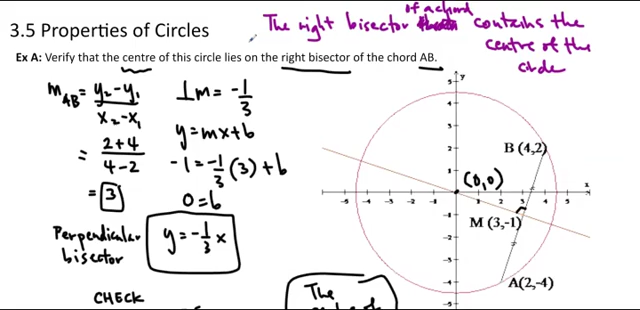 3.5 Properties of Circles
The right bisector of a chord contains the
centre of the
circle
Ex A: Verify that the centre of this circle lies on the right bisector of the chord AB.
m_AB = y₂-y₁ / x₂-x₁
= 2+4 / 4-2
= 3
Perpendicular
bisector
⊥m = -1/3
y=mx+b
-1=-1/3(3)+b
0=b
y=-1/3x
CHECK
The
y
5
4
3
2
1
-5 -4 -3 -2 -1 1 2 3 4 5 x
-1
-2
-3
-4
-5
B (4,2)
(0,0)
M (3,-1)
A(2,-4)